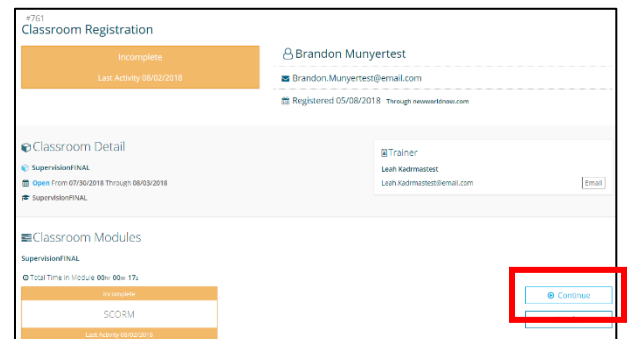 #761
Classroom Registration
Incomplete
Last Activity 08/02/2018
Brandon Munyertest
Brandon.Munyertest@email.com
Registered 05/08/2018 Through newworldnow.com
Classroom Detail
SupervisionFINAL
Open From 07/30/2018 Through 08/03/2018
SupervisionFINAL
Trainer
Leah Kadrmastest
Leah.Kadrmastest@email.com
Email
Classroom Modules
SupervisionFINAL
Total Time in Module 00hr 00m 17s
Incomplete
SCORM
Last Activity 08/02/2018
Continue